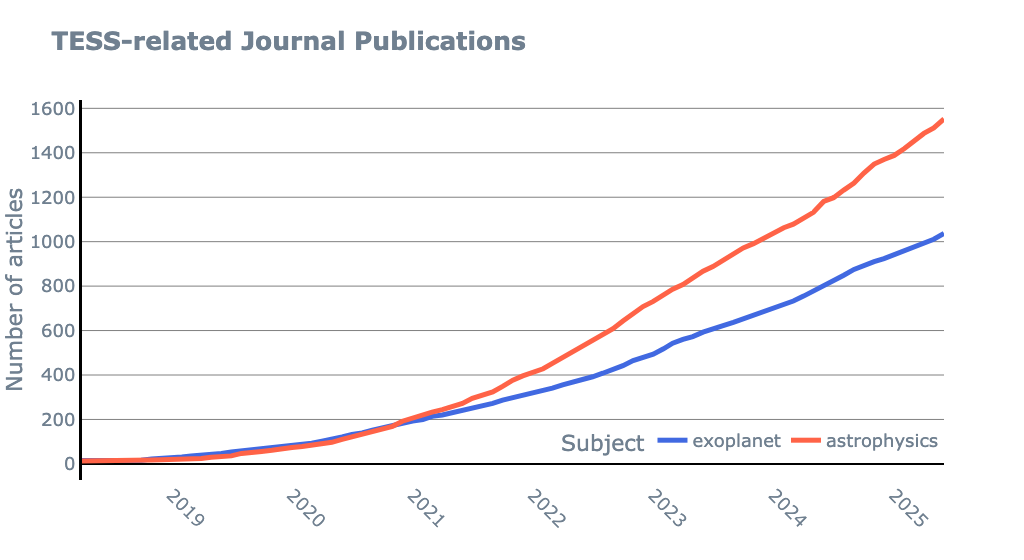 TESS-related Journal Publications
Number of articles
1600
1400
1200
1000
800
600
400
200
0
Subject exoplanet astrophysics
2019 2020 2021 2022 2023 2024 2025